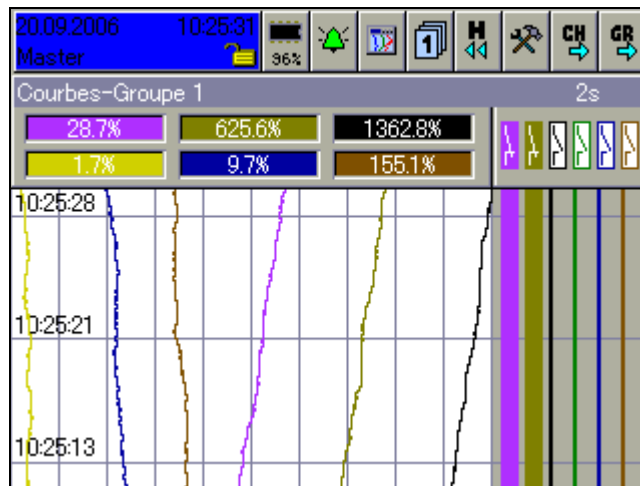 20.09.2006 10:25:31
Master
96%
1
H
CH
GR
Courbes-Groupe 1 2s
28.7% 625.6% 1362.8%
1.7% 9.7% 155.1%
10:25:28
10:25:21
10:25:13